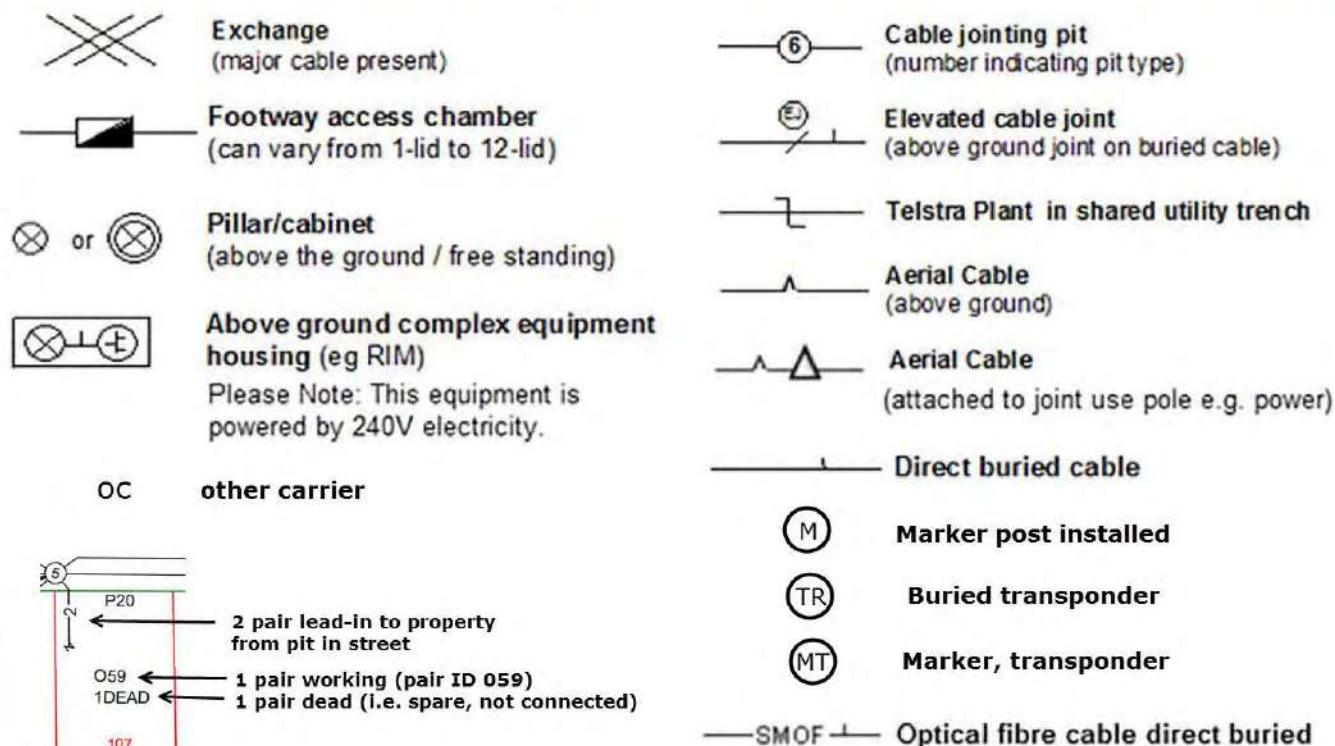 Exchange
(major cable present)
Footway access chamber
(can vary from 1-lid to 12-lid)
or
Pillar/cabinet
(above the ground / free standing)
Above ground complex equipment
housing (eg RIM)
Please Note: This equipment is
powered by 240V electricity.
OC other carrier
5
P20
2
2 pair lead-in to property
from pit in street
O59
1 pair working (pair ID 059)
1DEAD
1 pair dead (i.e. spare, not connected)
107
6
Cable jointing pit
(number indicating pit type)
EJ
Elevated cable joint
(above ground joint on buried cable)
Telstra Plant in shared utility trench
Aerial Cable
(above ground)
Aerial Cable
(attached to joint use pole e.g. power)
Direct buried cable
M Marker post installed
TR Buried transponder
MT Marker, transponder
SMOF Optical fibre cable direct buried